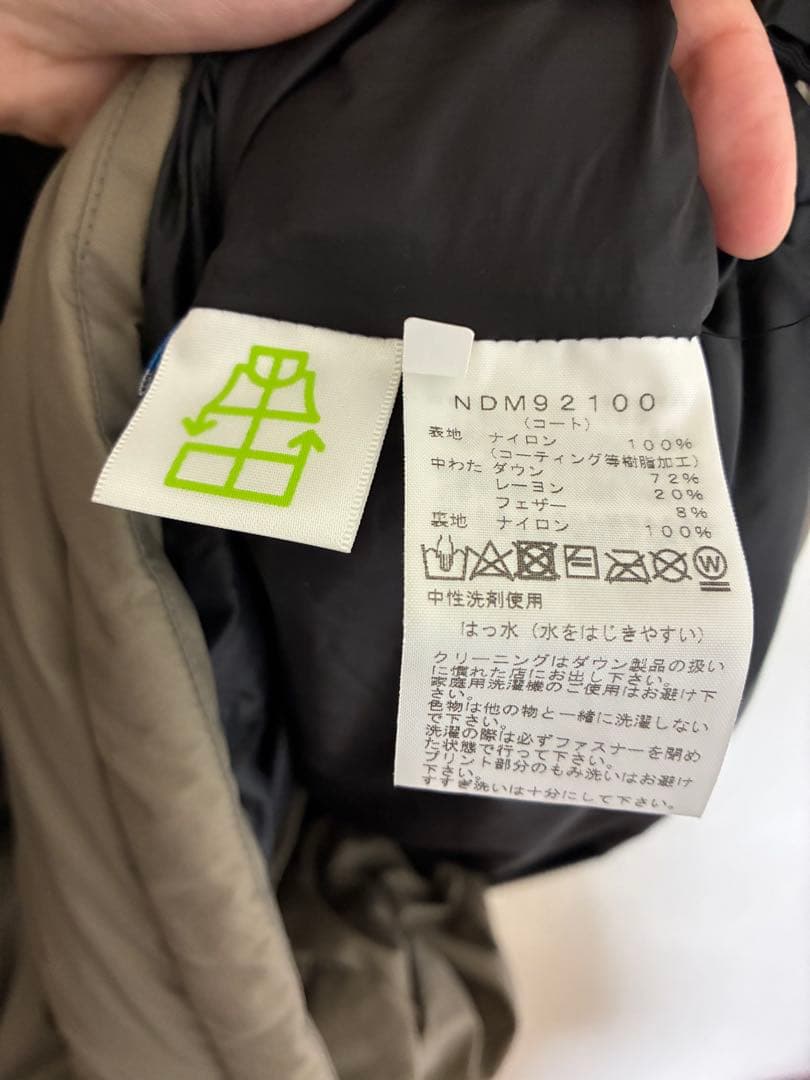 NDM92100
(コート)
表地 ナイロン 100%
(コーティング等樹脂加工)
中わた ダウン 72%
レーヨン 20%
フェザー 8%
裏地 ナイロン 100%
W
中性洗剤使用
はっ水(水をはじきやすい)
クリーニングはダウン製品の扱い
に慣れた店にお出し下さい。
家庭用洗濯機のご使用はお避け下
さい。
色物は他の物と一緒に洗濯しない
で下さい。
洗濯の際は必ずファスナーを閉め
た状態で行って下さい。
プリント部分のもみ洗いはお避け
下さい。
すすぎ洗いは十分にして下さい。